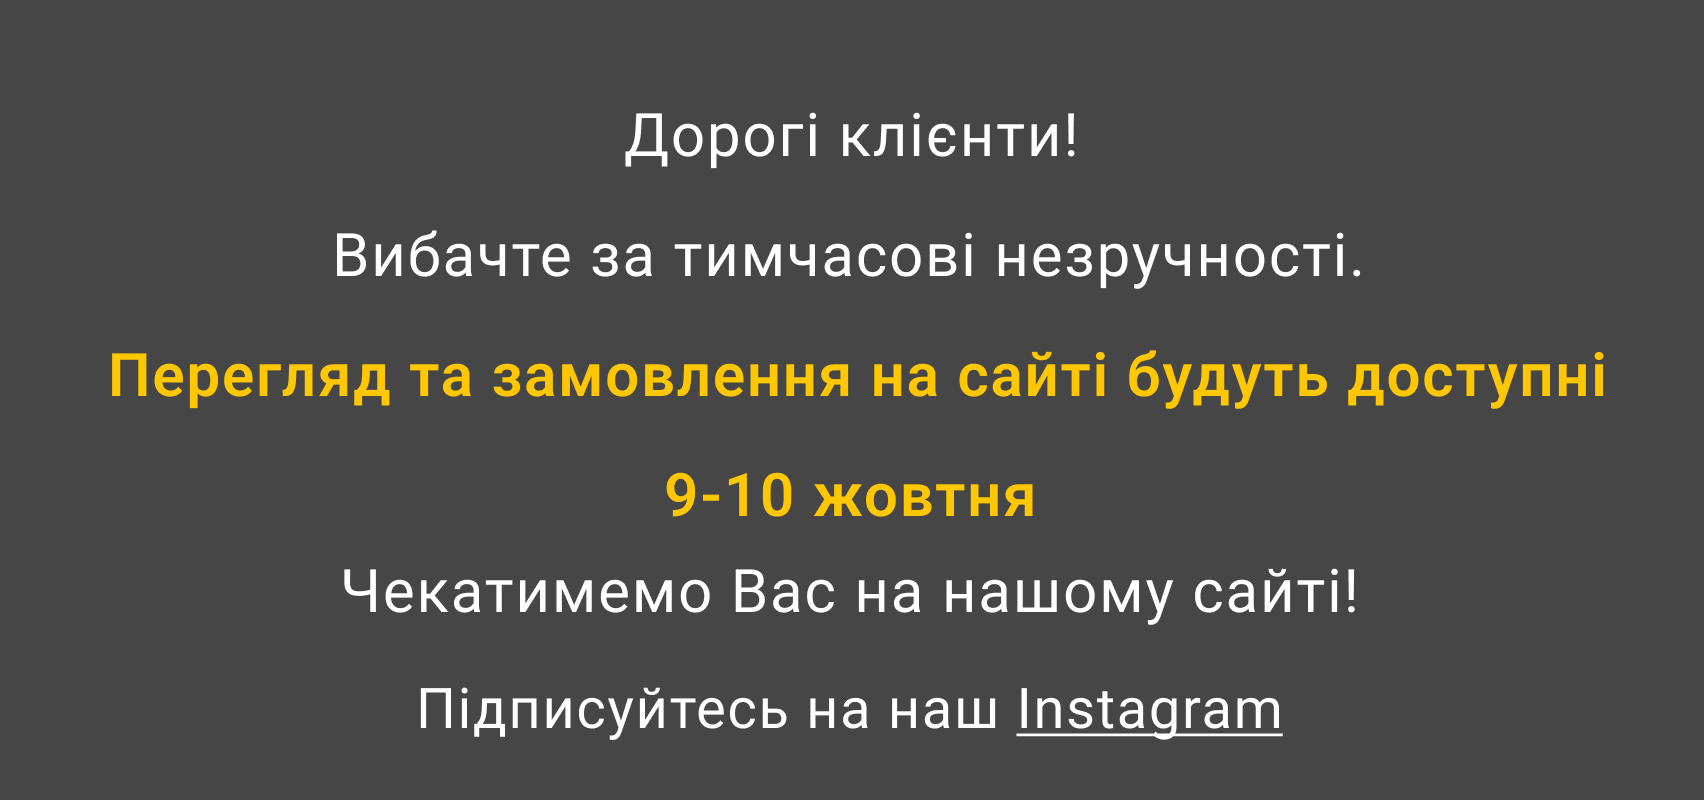 Дорогі клієнти!
Вибачте за тимчасові незручності.
Перегляд та замовлення на сайті будуть доступні
9-10 жовтня
Чекатимемо Вас на нашому сайті!
Підписуйтесь на наш Instagram